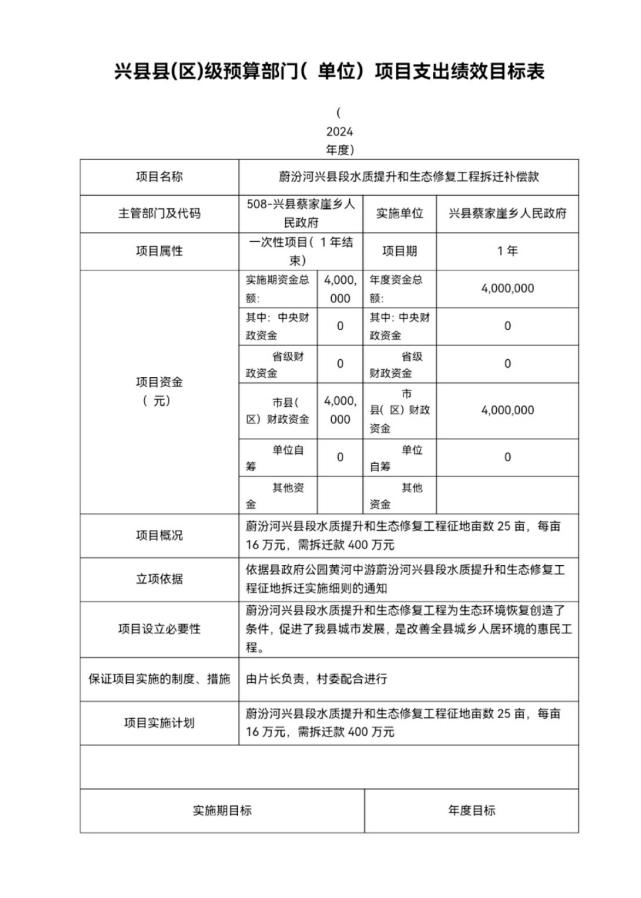 兴县县(区)级预算部门( 单位) 项目支出绩效目标表
(
2024
年度)
项目名称
蔚汾河兴县段水质提升和生态修复工程拆迁补偿款
主管部门及代码
508-兴县蔡家崖乡人
民政府
实施单位
兴县蔡家崖乡人民政府
项目属性
一次性项目( 1 年结
束)
项目期
1 年
项目资金
( 元)
实施期资金总
额:
4,000,
000
年度资金总
额:
4,000,000
其中: 中央财
政资金
0
其中: 中央财
政资金
0
省级财
政资金
0
省级
财政资金
0
市县(
区) 财政资金
4,000,
000
市
县( 区) 财政
资金
4,000,000
单位自
筹
0
单位
自筹
0
其他资
金
其他
资金
项目概况
蔚汾河兴县段水质提升和生态修复工程征地亩数 25 亩，每亩
16 万元，需拆迁款 400 万元
立项依据
依据县政府公园黄河中游蔚汾河兴县段水质提升和生态修复工
程征地拆迁实施细则的通知
项目设立必要性
蔚汾河兴县段水质提升和生态修复工程为生态环境恢复创造了
条件，促进了我县城市发展，是改善全县城乡人居环境的惠民工
程。
保证项目实施的制度、措施
由片长负责，村委配合进行
项目实施计划
蔚汾河兴县段水质提升和生态修复工程征地亩数 25 亩，每亩
16 万元，需拆迁款 400 万元
实施期目标
年度目标